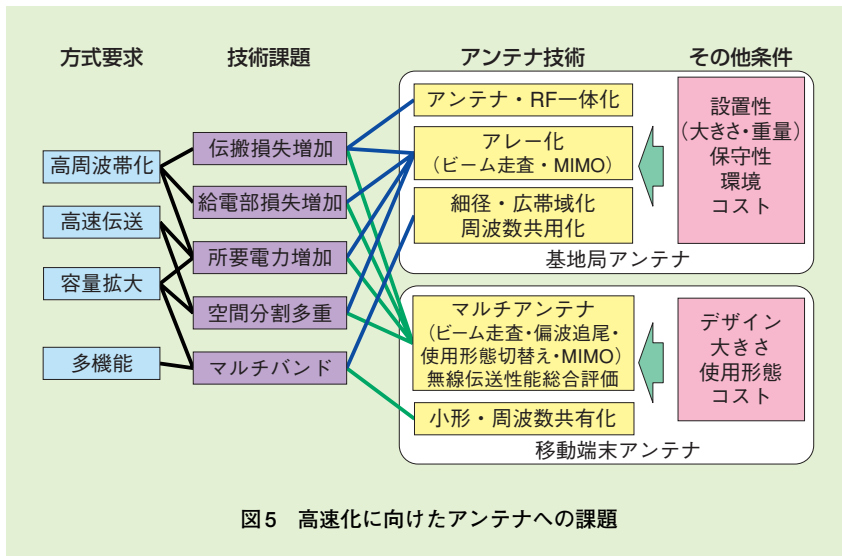 方式要求
技術課題
アンテナ技術
その他条件
高周波帯化
高速伝送
容量拡大
多機能
伝搬損失増加
給電部損失増加
所要電力増加
空間分割多重
マルチバンド
アンテナ・RF一体化
アレー化
(ビーム走査・MIMO)
細径・広帯域化
周波数共用化
基地局アンテナ
設置性
(大きさ・重量)
保守性
環境
コスト
マルチアンテナ
(ビーム走査・偏波追尾・
使用形態切替え・MIMO)
無線伝送性能総合評価
小形・周波数共有化
移動端末アンテナ
デザイン
大きさ
使用形態
コスト
図5 高速化に向けたアンテナへの課題